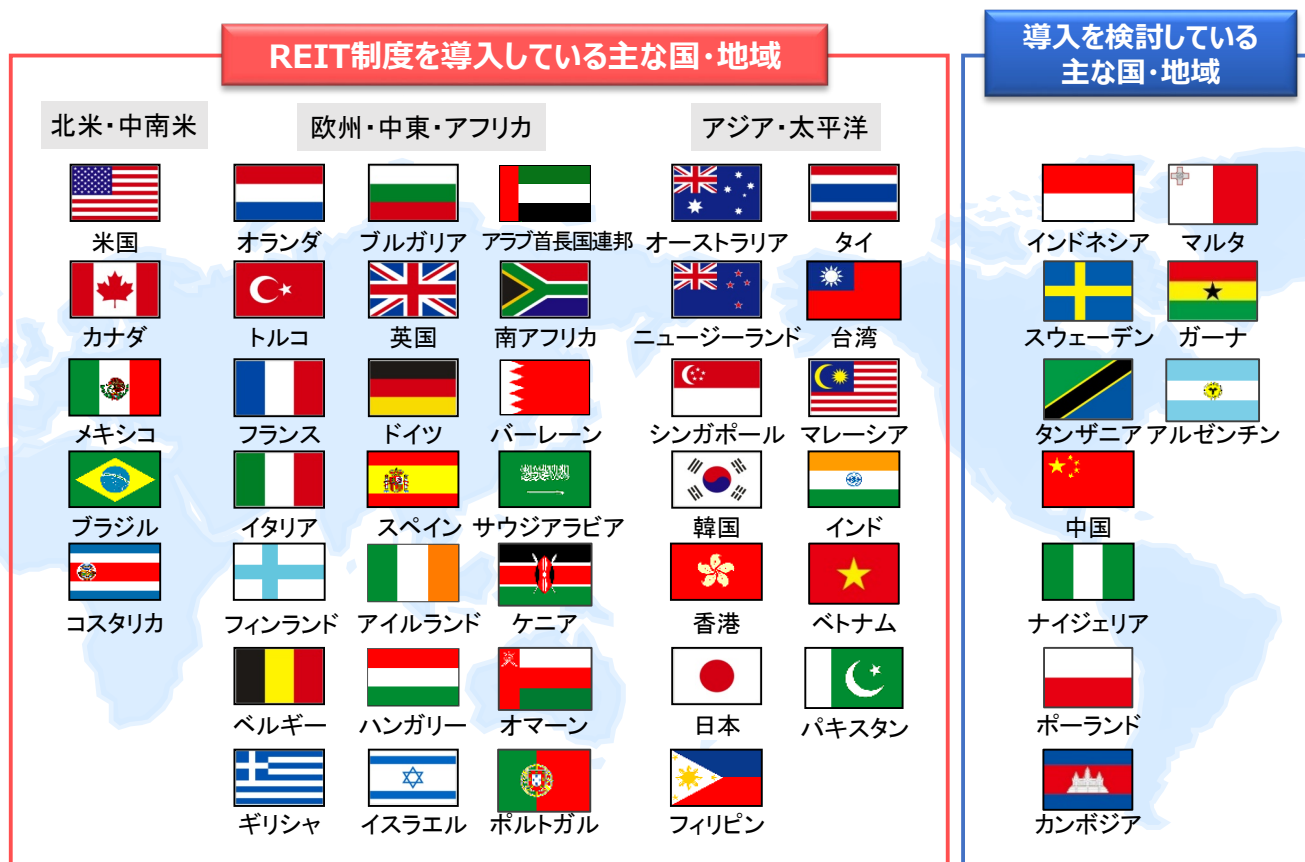 REIT制度を導入している主な国・地域
導入を検討している
主な国・地域
北米・中南米
欧州・中東・アフリカ
アジア・太平洋
米国
オランダ
ブルガリア
アラブ首長国連邦
オーストラリア
タイ
インドネシア
マルタ
カナダ
トルコ
英国
南アフリカ
ニュージーランド
台湾
スウェーデン
ガーナ
メキシコ
フランス
ドイツ
バーレーン
シンガポール
マレーシア
タンザニア
アルゼンチン
ブラジル
イタリア
スペイン
サウジアラビア
韓国
インド
中国
コスタリカ
フィンランド
アイルランド
ケニア
香港
ベトナム
ナイジェリア
ベルギー
ハンガリー
オマーン
日本
パキスタン
ポーランド
ギリシャ
イスラエル
ポルトガル
フィリピン
カンボジア